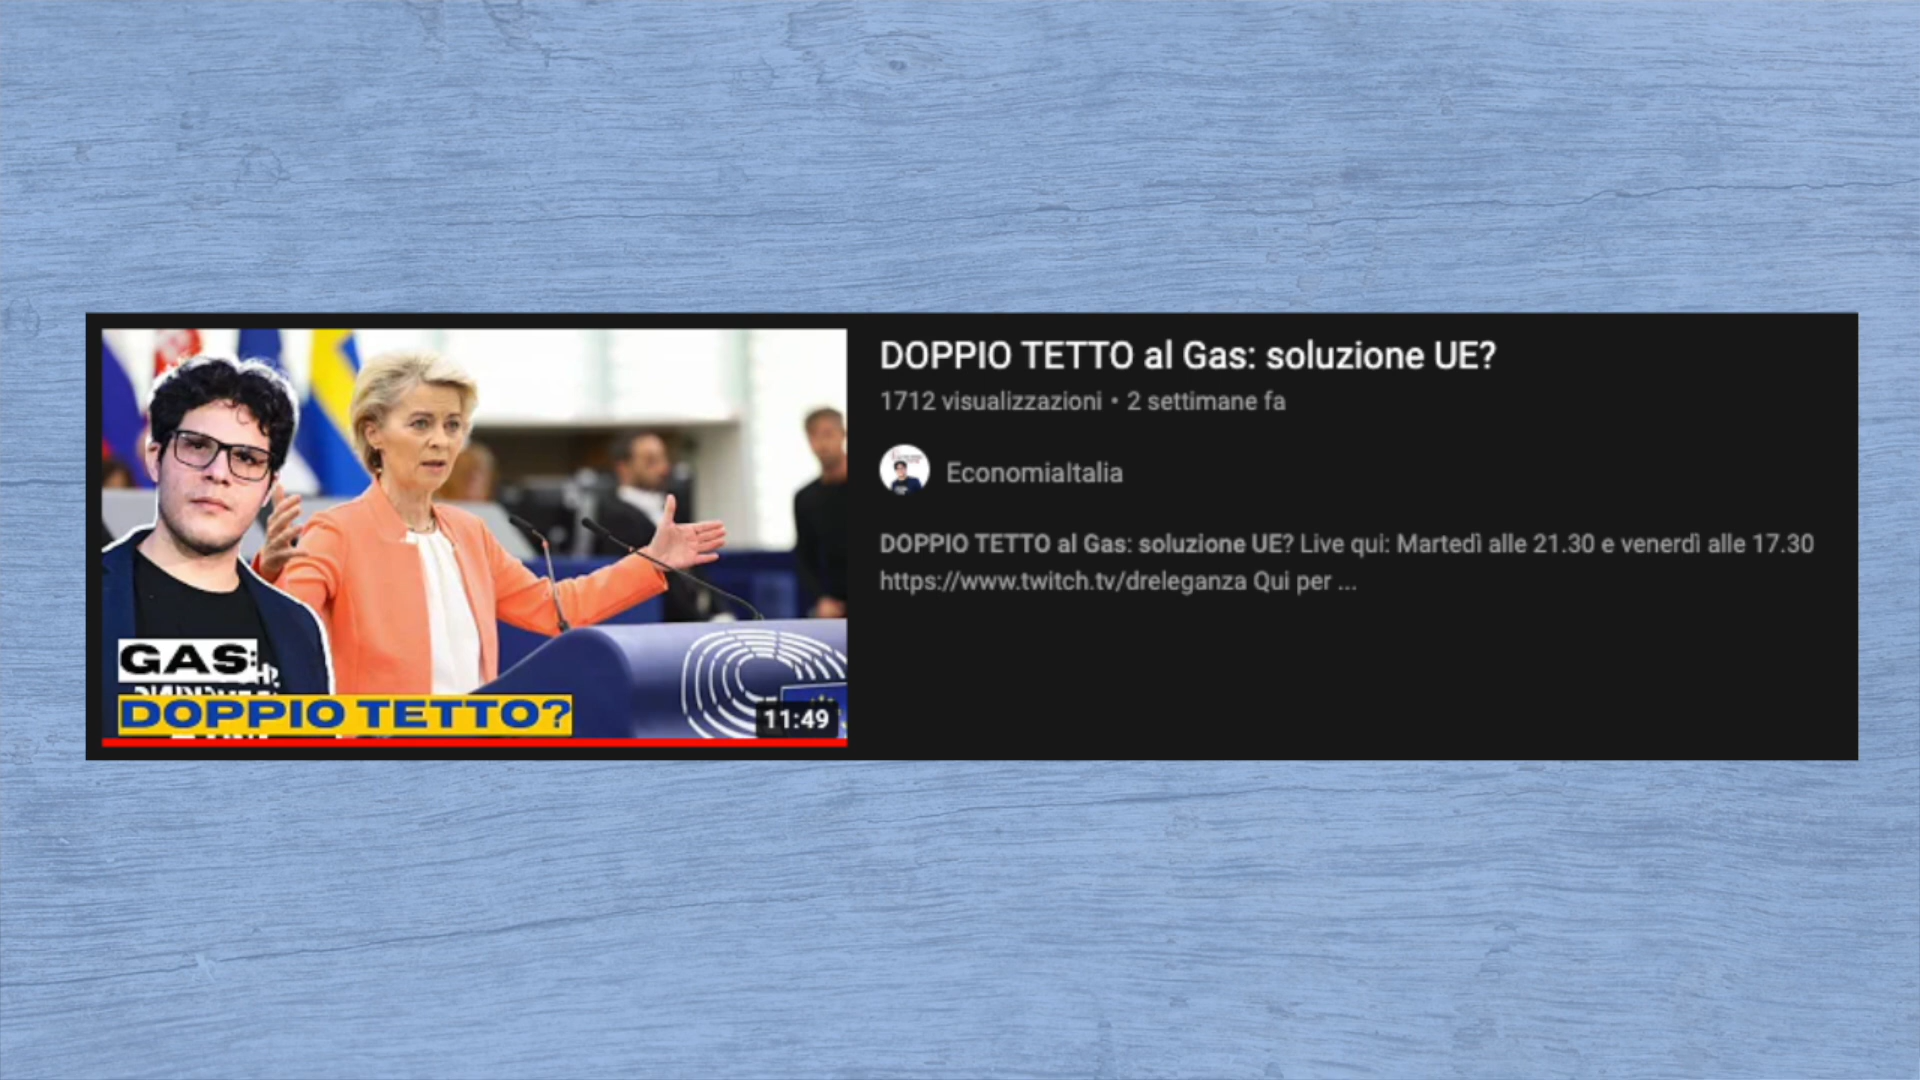 GAS:
DOPPIO TETTO?
11:49
DOPPIO TETTO al Gas: soluzione UE?
1712 visualizzazioni • 2 settimane fa
EconomiaItalia
DOPPIO TETTO al Gas: soluzione UE? Live qui: Martedì alle 21.30 e venerdì alle 17.30
https://www.twitch.tv/dreleganza Qui per ...